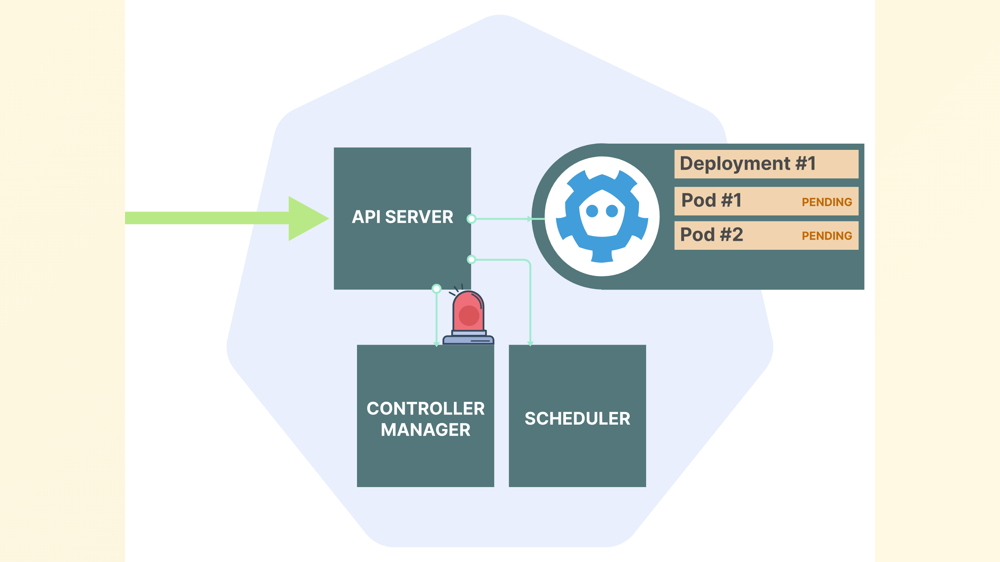 API SERVER
Deployment #1
Pod #1 PENDING
Pod #2 PENDING
CONTROLLER
MANAGER
SCHEDULER